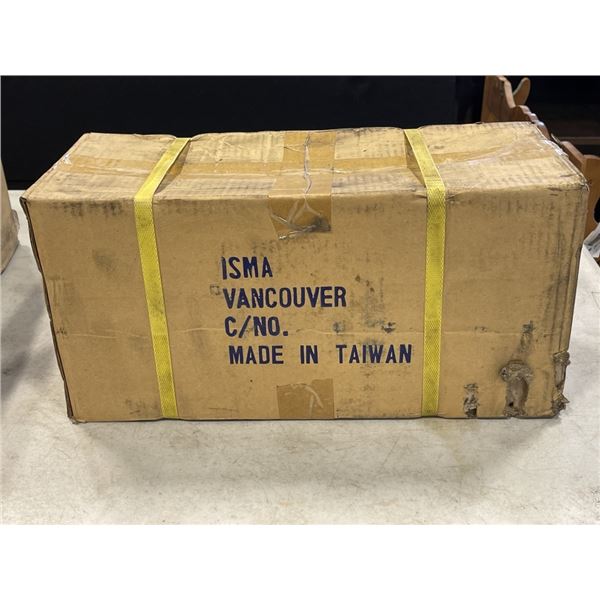 ISMA
VANCOUVER
C/NO.
MADE IN TAIWAN